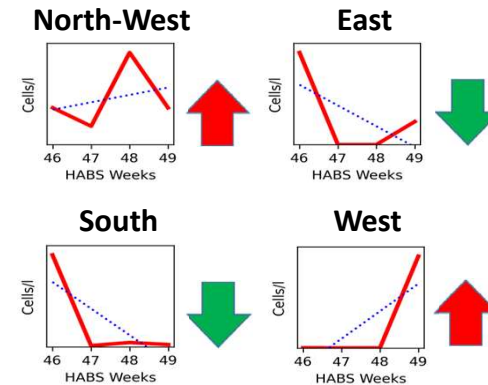 North-West
Cells/l
46 47 48 49
HABS Weeks
East
Cells/l
46 47 48 49
HABS Weeks
South
Cells/l
46 47 48 49
HABS Weeks
West
Cells/l
46 47 48 49
HABS Weeks